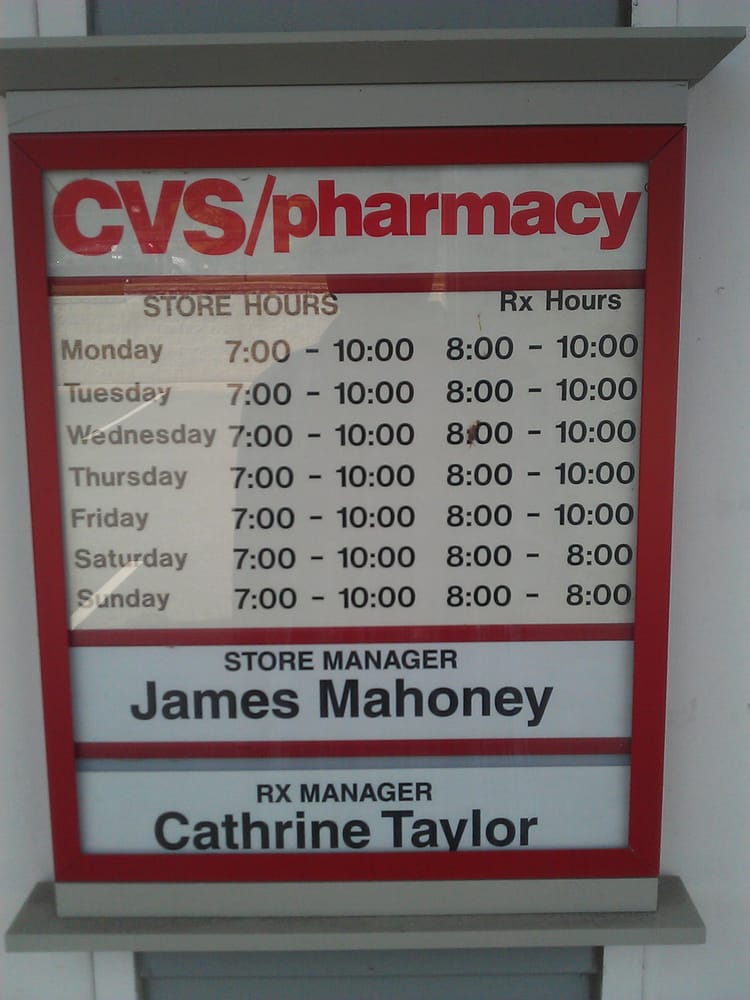 CVS/pharmacy
STORE HOURS Rx Hours
Monday 7:00 - 10:00 8:00 - 10:00
Tuesday 7:00 - 10:00 8:00 - 10:00
Wednesday 7:00 - 10:00 8:00 - 10:00
Thursday 7:00 - 10:00 8:00 - 10:00
Friday 7:00 - 10:00 8:00 - 10:00
Saturday 7:00 - 10:00 8:00 - 8:00
Sunday 7:00 - 10:00 8:00 - 8:00
STORE MANAGER
James Mahoney
RX MANAGER
Cathrine Taylor